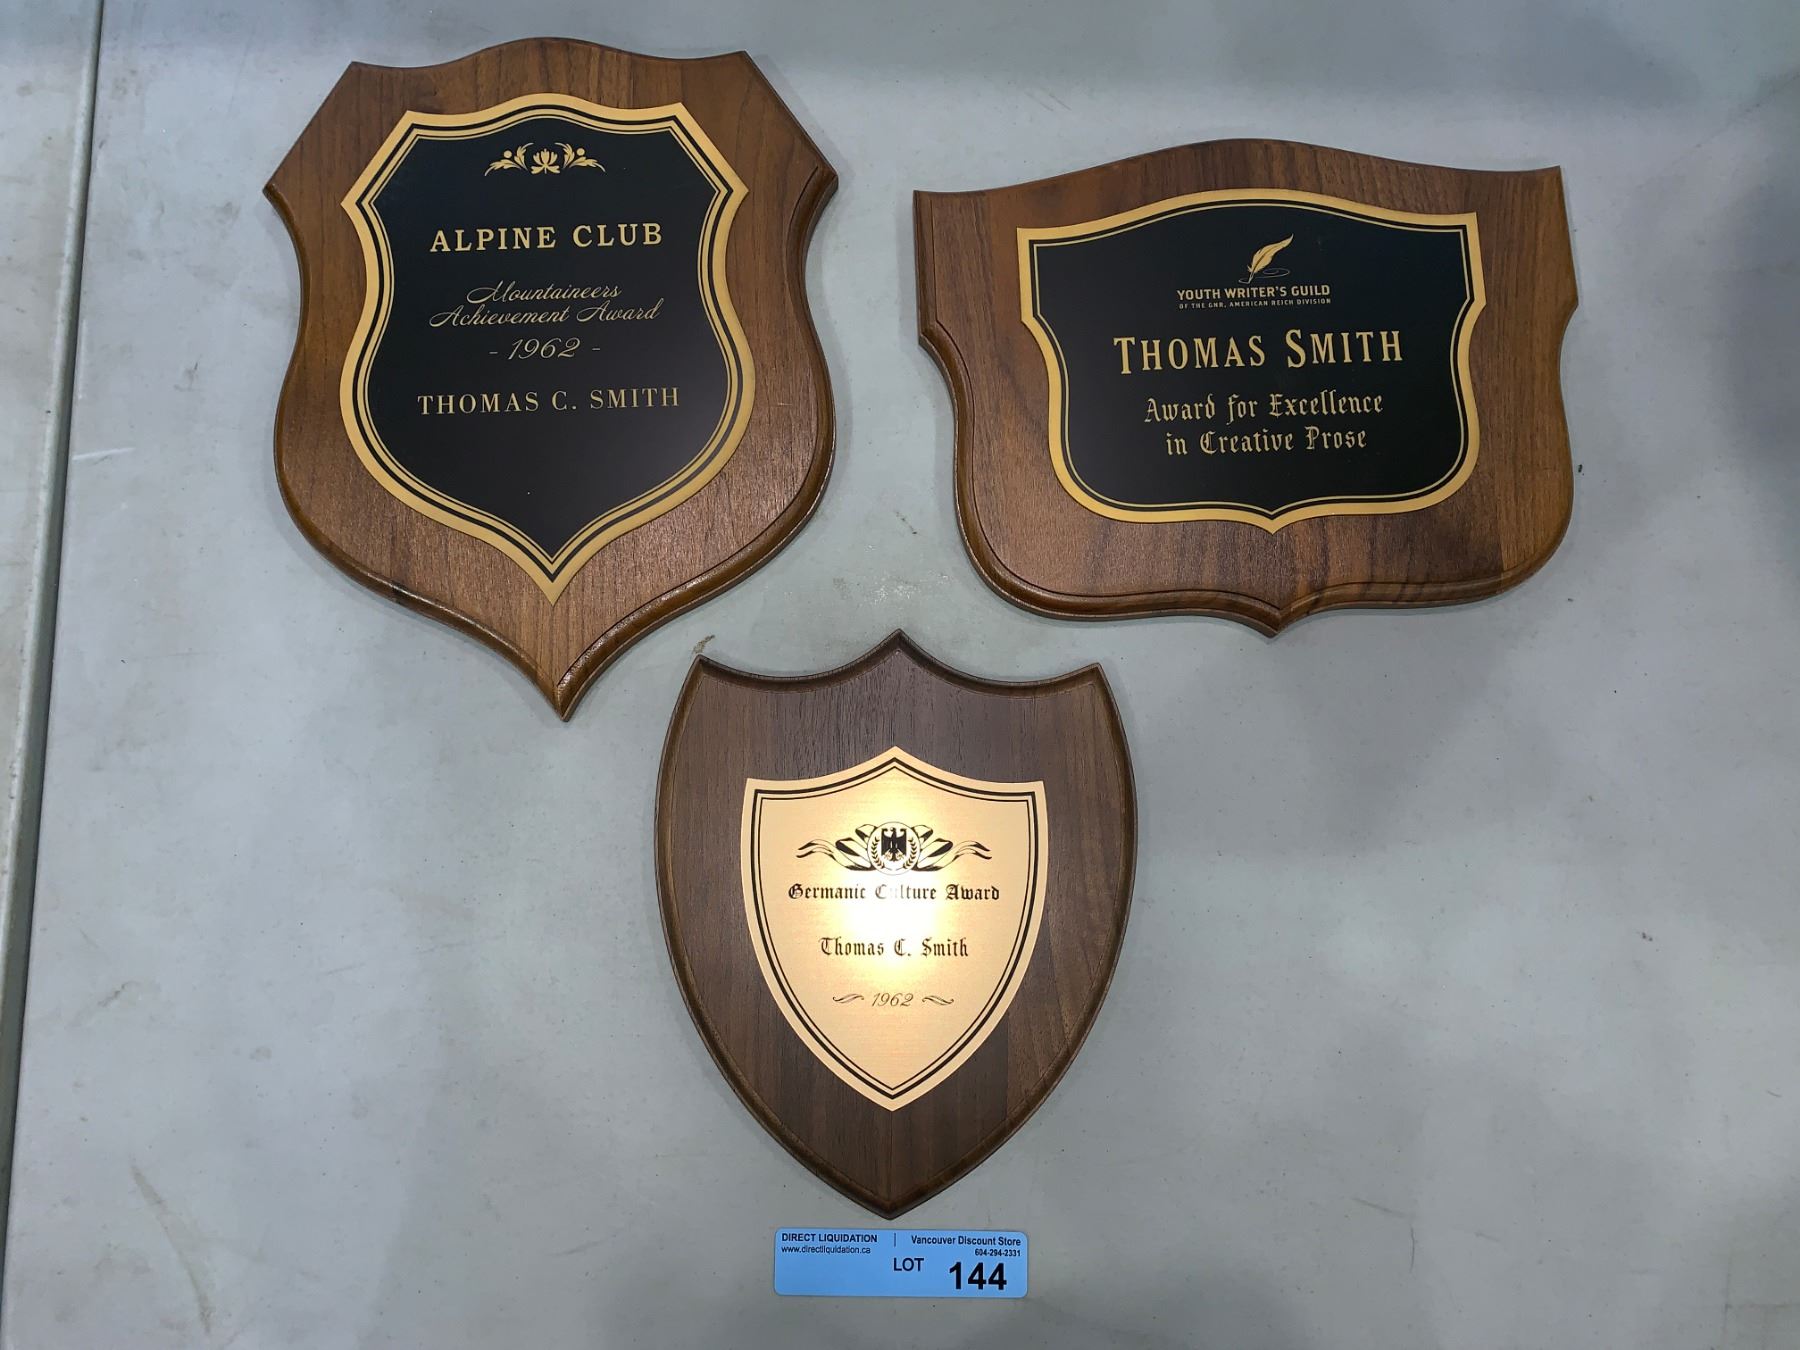 ALPINE CLUB
Mountaineers
Achievement Award
- 1962 -
THOMAS C. SMITH
YOUTH WRITER'S GUILD
OF THE GNR, AMERICAN REICH DIVISION
THOMAS SMITH
Award for Excellence
in Creative Prose
Germanic Culture Award
Thomas C. Smith
1962
DIRECT LIQUIDATION | Vancouver Discount Store
www.directliquidation.ca 604-294-2331
LOT 144